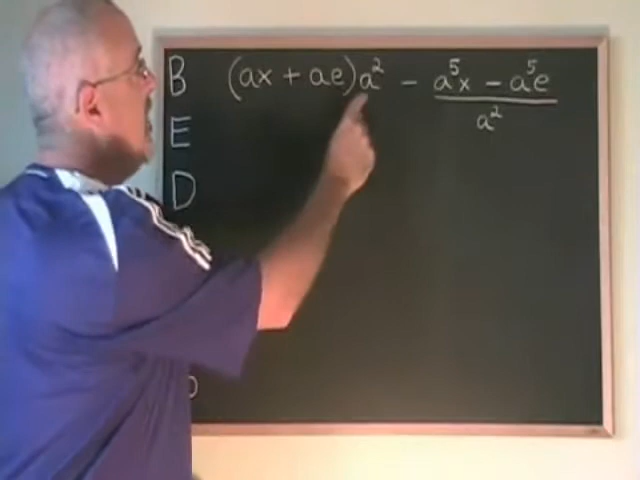 B (ax + ae)a² − (a⁵x − a⁵e)/a²
E
D